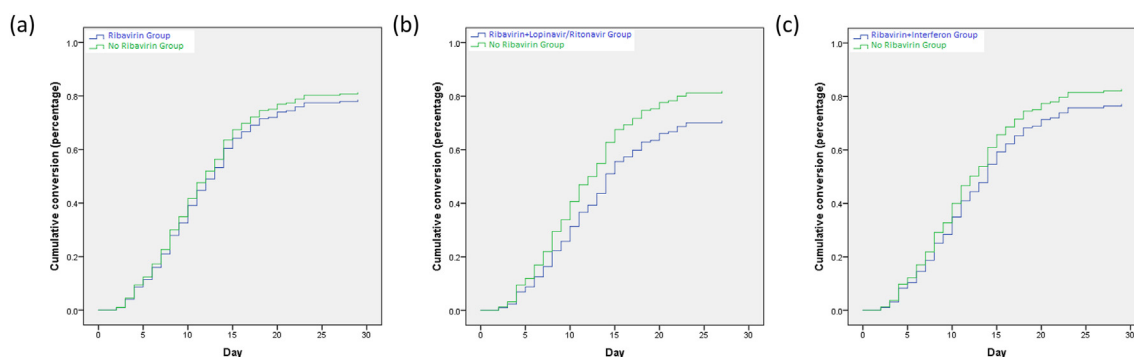 (a)
Ribavirin Group
No Ribavirin Group
Cumulative conversion (percentage)
1.0
0.8
0.6
0.4
0.2
0.0
0 5 10 15 20 25 30
Day
(b)
Ribavirin+Lopinavir/Ritonavir Group
No Ribavirin Group
Cumulative conversion (percentage)
1.0
0.8
0.6
0.4
0.2
0.0
0 5 10 15 20 25 30
Day
(c)
Ribavirin+Interferon Group
No Ribavirin Group
Cumulative conversion (percentage)
1.0
0.8
0.6
0.4
0.2
0.0
0 5 10 15 20 25 30
Day